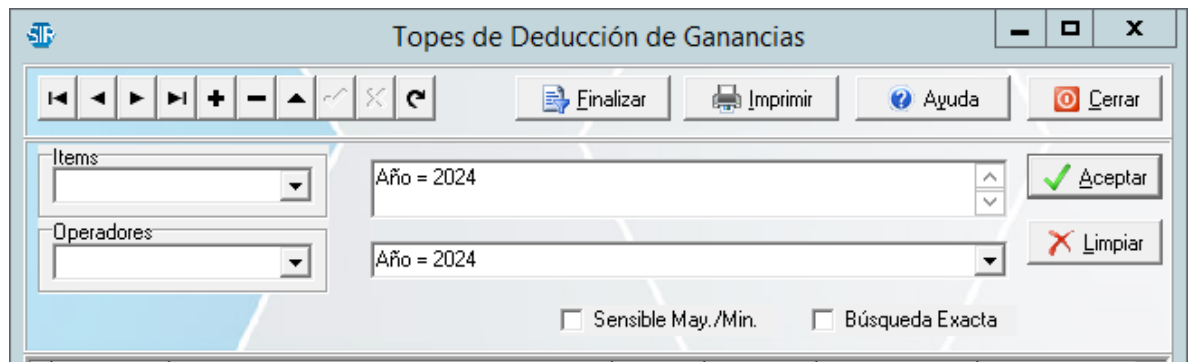 SIR
Topes de Deducción de Ganancias
Finalizar Imprimir Ayuda Cerrar
Items
Año = 2024
Aceptar
Operadores
Año = 2024
Limpiar
Sensible May./Min. Búsqueda Exacta